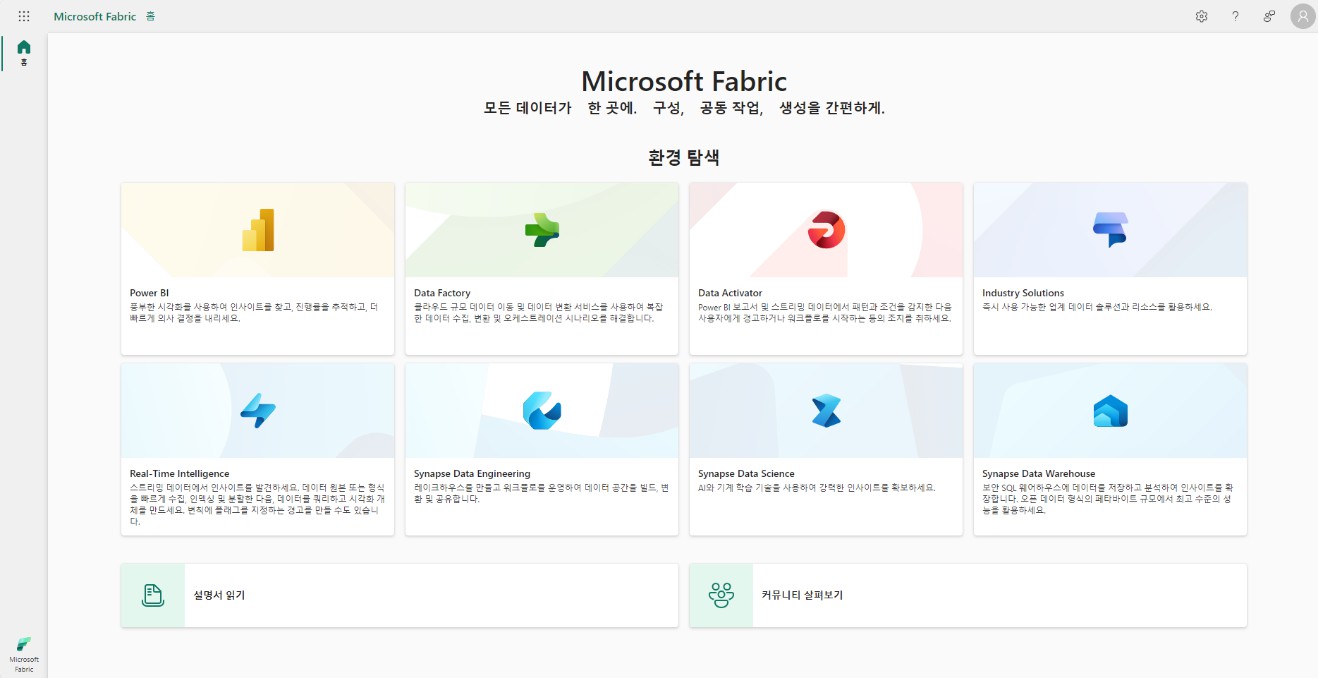 Microsoft Fabric 홈
홈
Microsoft Fabric
모든 데이터가 한 곳에. 구성, 공동 작업, 생성을 간편하게.
환경 탐색
Power BI
풍부한 시각화를 사용하여 인사이트를 찾고, 진행률을 추적하고, 더
빠르게 의사 결정을 내리세요.
Data Factory
클라우드 규모 데이터 이동 및 데이터 변환 서비스를 사용하여 복잡
한 데이터 수집, 변환 및 오케스트레이션 시나리오를 해결합니다.
Data Activator
Power BI 보고서 및 스트리밍 데이터에서 패턴과 조건을 감지한 다음
사용자에게 경고하거나 워크플로를 시작하는 등의 조치를 취하세요.
Industry Solutions
즉시 사용 가능한 업계 데이터 솔루션과 리소스를 활용하세요.
Real-Time Intelligence
스트리밍 데이터에서 인사이트를 발견하세요. 데이터 원본 또는 형식
을 빠르게 수집, 인덱싱 및 분할한 다음, 데이터를 쿼리하고 시각화 개
체를 만드세요. 변칙에 플래그를 지정하는 경고를 만들 수도 있습니
다.
Synapse Data Engineering
레이크하우스를 만들고 워크플로를 운영하여 데이터 공간을 빌드, 변
환 및 공유합니다.
Synapse Data Science
AI와 기계 학습 기술을 사용하여 강력한 인사이트를 확보하세요.
Synapse Data Warehouse
보안 SQL 웨어하우스에 데이터를 저장하고 분석하여 인사이트를 확
장합니다. 오픈 데이터 형식의 페타바이트 규모에서 최고 수준의 성
능을 활용하세요.
설명서 읽기
커뮤니티 살펴보기
Microsoft
Fabric